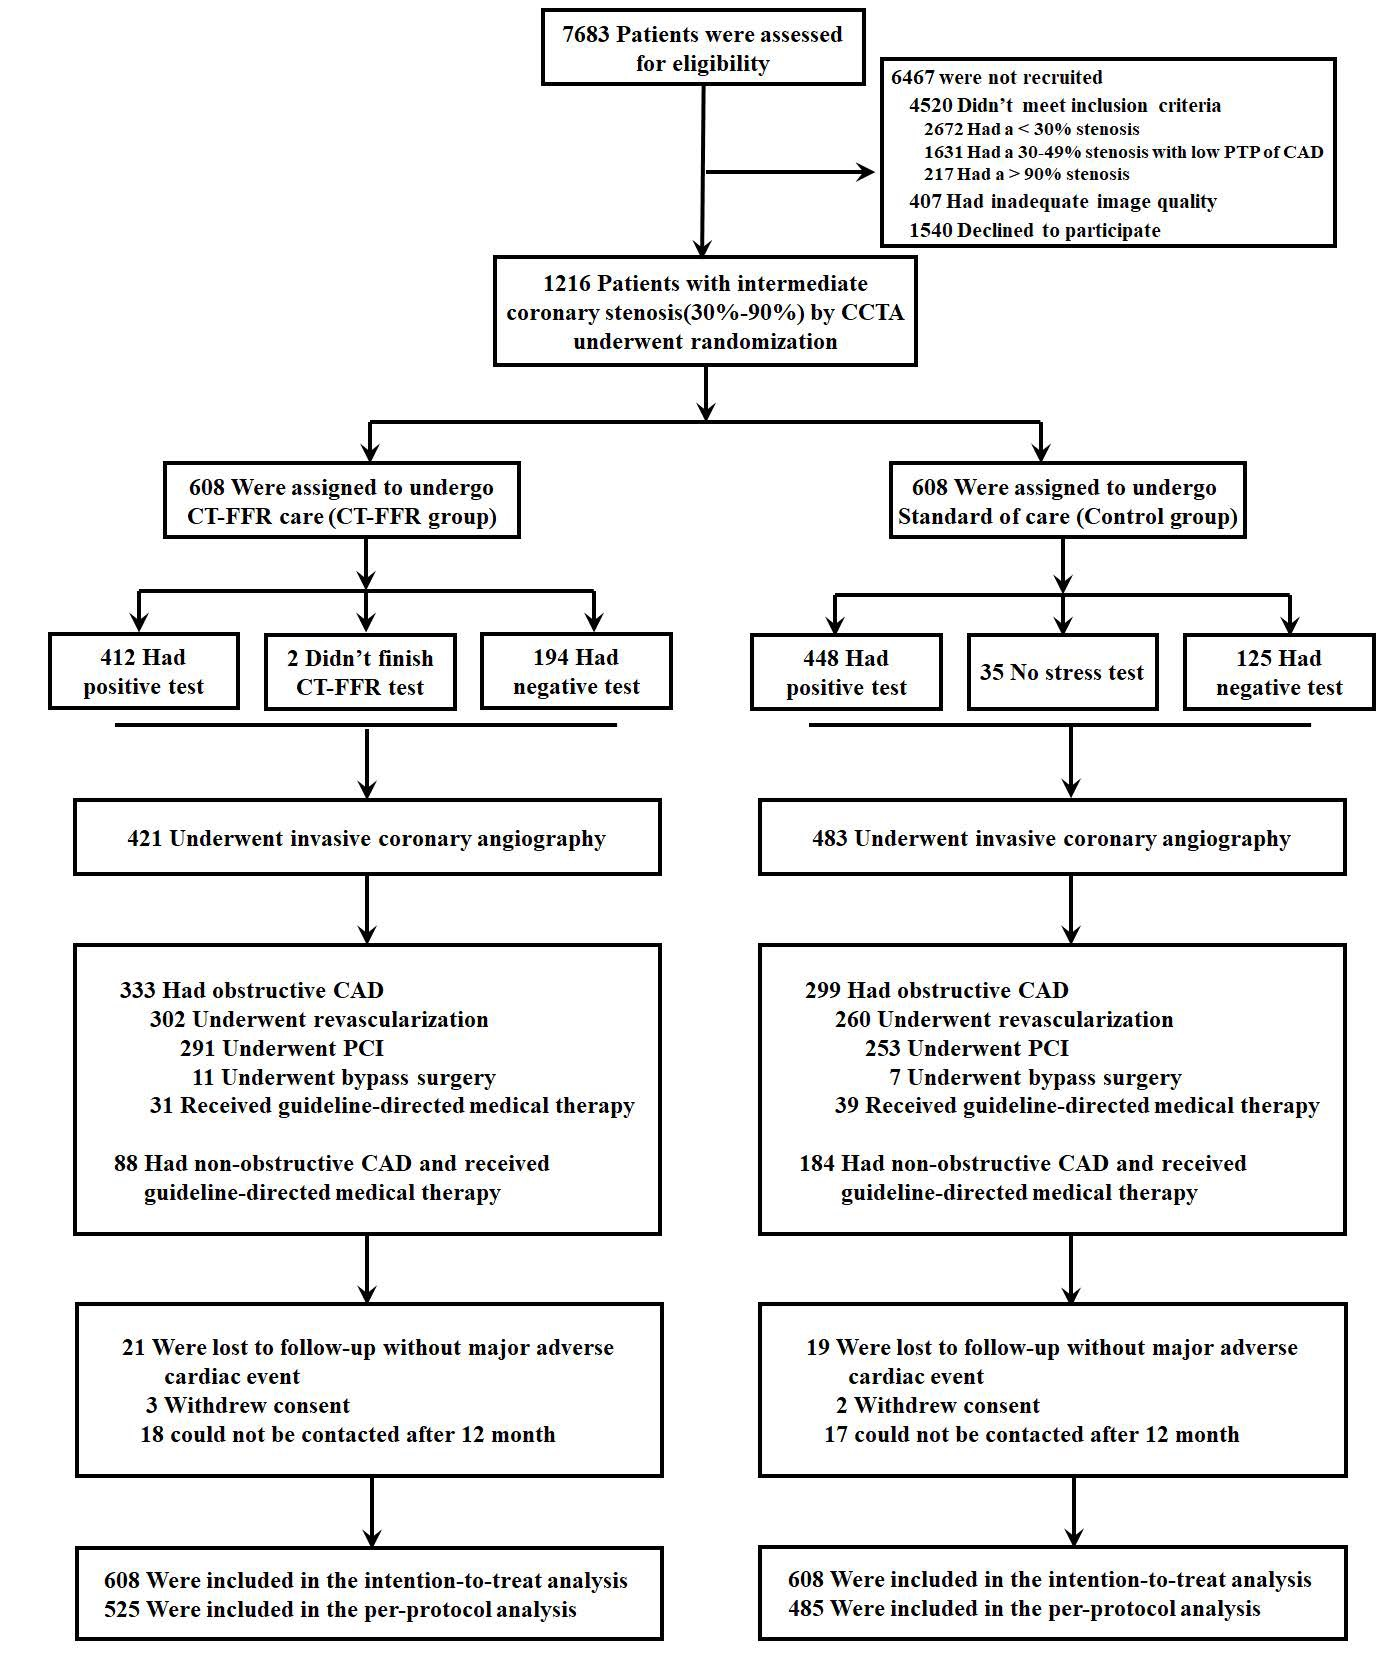 7683 Patients were assessed
for eligibility
6467 were not recruited
4520 Didn't meet inclusion criteria
2672 Had a < 30% stenosis
1631 Had a 30-49% stenosis with low PTP of CAD
217 Had a > 90% stenosis
407 Had inadequate image quality
1540 Declined to participate
1216 Patients with intermediate
coronary stenosis(30%-90%) by CCTA
underwent randomization
608 Were assigned to undergo
CT-FFR care (CT-FFR group)
608 Were assigned to undergo
Standard of care (Control group)
412 Had
positive test
2 Didn't finish
CT-FFR test
194 Had
negative test
448 Had
positive test
35 No stress test
125 Had
negative test
421 Underwent invasive coronary angiography
483 Underwent invasive coronary angiography
333 Had obstructive CAD
302 Underwent revascularization
291 Underwent PCI
11 Underwent bypass surgery
31 Received guideline-directed medical therapy
88 Had non-obstructive CAD and received
guideline-directed medical therapy
299 Had obstructive CAD
260 Underwent revascularization
253 Underwent PCI
7 Underwent bypass surgery
39 Received guideline-directed medical therapy
184 Had non-obstructive CAD and received
guideline-directed medical therapy
21 Were lost to follow-up without major adverse
cardiac event
3 Withdrew consent
18 could not be contacted after 12 month
19 Were lost to follow-up without major adverse
cardiac event
2 Withdrew consent
17 could not be contacted after 12 month
608 Were included in the intention-to-treat analysis
525 Were included in the per-protocol analysis
608 Were included in the intention-to-treat analysis
485 Were included in the per-protocol analysis